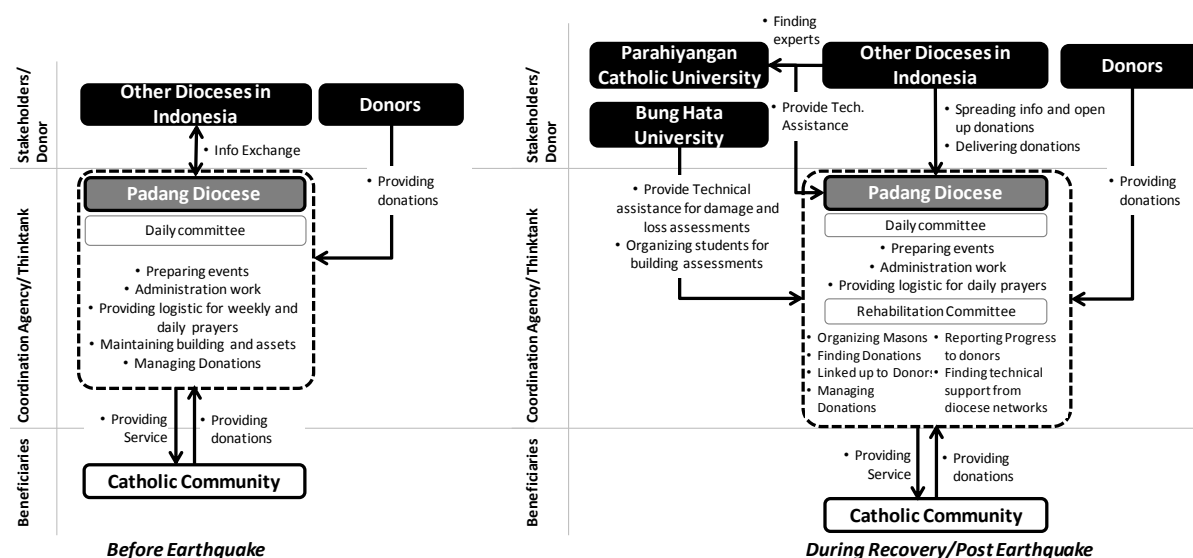 Stakeholders/
Donor
Other Dioceses in
Indonesia
Donors
• Info Exchange
• Providing
donations
Coordination Agency/Thinktank
Padang Diocese
Daily committee
• Preparing events
• Administration work
• Providing logistic for weekly and
daily prayers
• Maintaining building and assets
• Managing Donations
• Providing
Service
• Providing
donations
Beneficiaries
Catholic Community
Before Earthquake
Stakeholders/
Donor
• Finding
experts
Parahiyangan
Catholic University
Other Dioceses in
Indonesia
Donors
Bung Hata
University
• Provide Tech.
Assistance
• Spreading info and open
up donations
• Delivering donations
• Provide Technical
assistance for damage and
loss assessments
• Organizing students for
building assessments
• Providing
donations
Coordination Agency/Thinktank
Padang Diocese
Daily committee
• Preparing events
• Administration work
• Providing logistic for daily prayers
Rehabilitation Committee
• Organizing Masons
• Finding Donations
• Linked up to Donors
• Managing
Donations
• Reporting Progress
to donors
• Finding technical
support from
diocese networks
• Providing
Service
• Providing
donations
Beneficiaries
Catholic Community
During Recovery/Post Earthquake